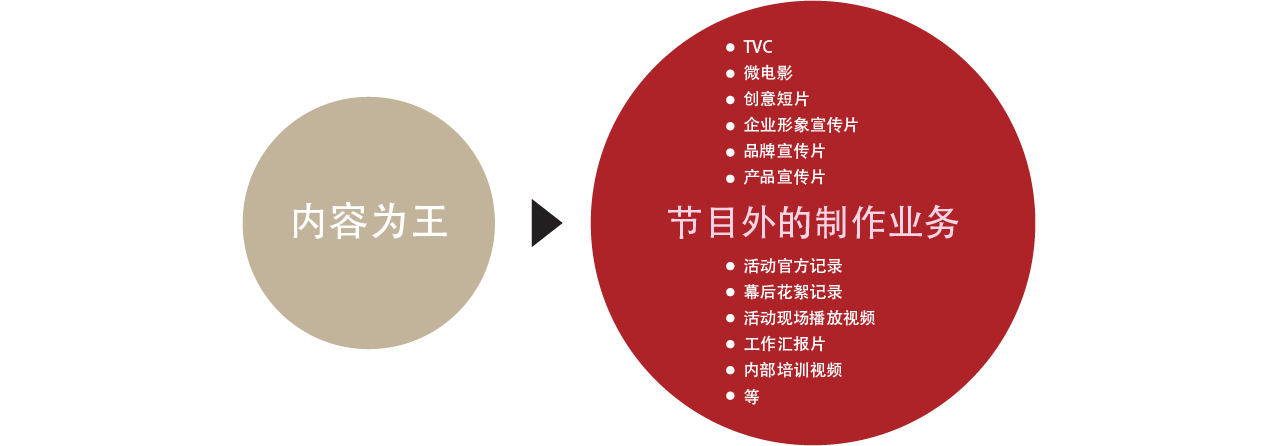 内容为王
• TVC
• 微电影
• 创意短片
• 企业形象宣传片
• 品牌宣传片
• 产品宣传片
节目外的制作业务
• 活动官方记录
• 幕后花絮记录
• 活动现场播放视频
• 工作汇报片
• 内部培训视频
• 等